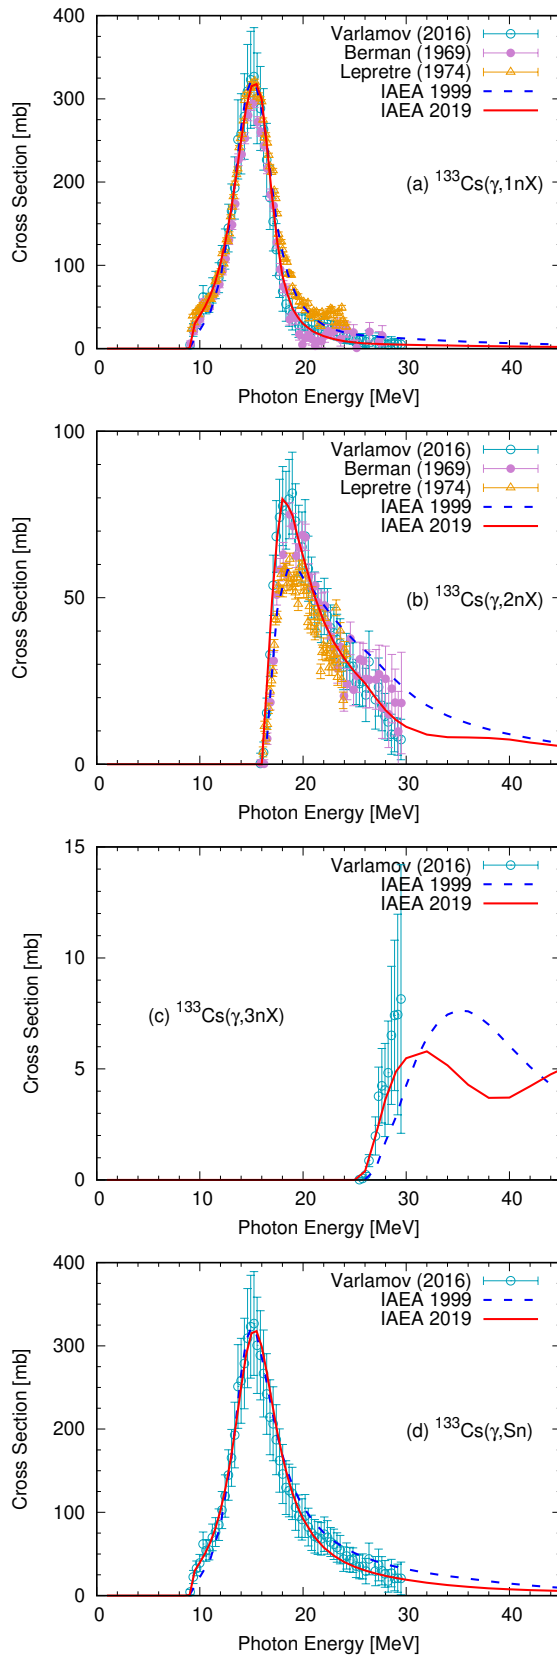 400
300
200
100
0
Cross Section [mb]
Varlamov (2016)
Berman (1969)
Lepretre (1974)
IAEA 1999
IAEA 2019
(a) ¹³³Cs(γ,1nX)
0 10 20 30 40
Photon Energy [MeV]
100
50
0
Cross Section [mb]
Varlamov (2016)
Berman (1969)
Lepretre (1974)
IAEA 1999
IAEA 2019
(b) ¹³³Cs(γ,2nX)
0 10 20 30 40
Photon Energy [MeV]
15
10
5
0
Cross Section [mb]
Varlamov (2016)
IAEA 1999
IAEA 2019
(c) ¹³³Cs(γ,3nX)
0 10 20 30 40
Photon Energy [MeV]
400
300
200
100
0
Cross Section [mb]
Varlamov (2016)
IAEA 1999
IAEA 2019
(d) ¹³³Cs(γ,Sn)
0 10 20 30 40
Photon Energy [MeV]